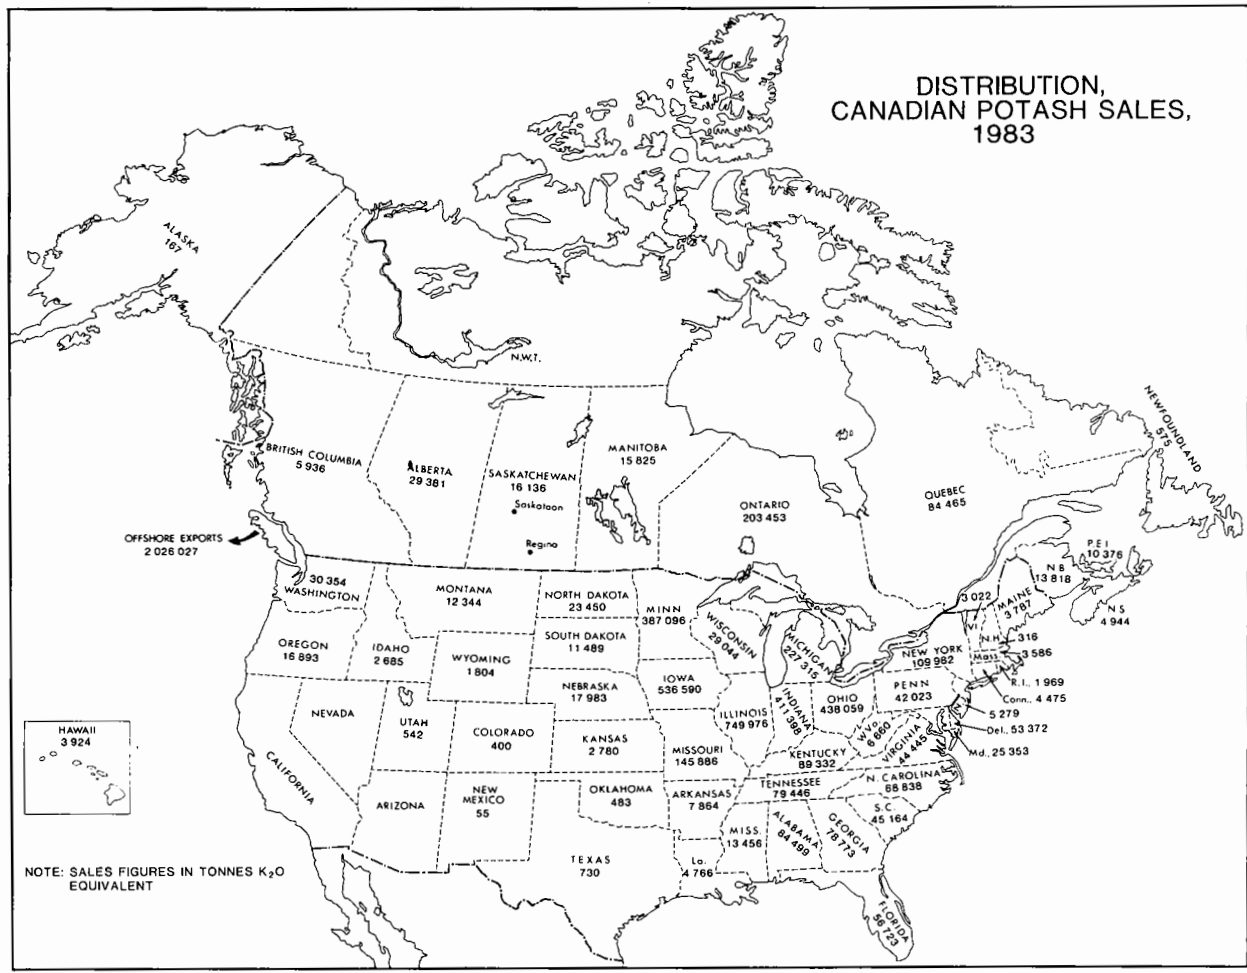 DISTRIBUTION,
CANADIAN POTASH SALES,
1983
ALASKA
167
N.W.T.
NEWFOUNDLAND
575
BRITISH COLUMBIA
5 936
ALBERTA
29 381
SASKATCHEWAN
16 136
Saskatoon
Regina
MANITOBA
15 825
ONTARIO
203 453
QUEBEC
84 465
P.E.I
10 376
N B
13 818
N S
4 944
OFFSHORE EXPORTS
2 026 027
30 354
WASHINGTON
MONTANA
12 344
NORTH DAKOTA
23 450
MINN
387 096
WISCONSIN
29 044
MICHIGAN
227 315
3 022
VT
MAINE
3 787
N.H.
316
Mass
3 586
R.I., 1 969
Conn., 4 475
NEW YORK
109 982
OREGON
16 893
IDAHO
2 685
WYOMING
1 804
SOUTH DAKOTA
11 489
NEBRASKA
17 983
IOWA
536 590
ILLINOIS
749 976
INDIANA
411 398
OHIO
438 059
PENN
42 023
N.J.
5 279
Del., 53 372
Md., 25 353
W Va.
6 660
VIRGINIA
44 445
NEVADA
UTAH
542
COLORADO
400
KANSAS
2 780
MISSOURI
145 886
KENTUCKY
89 332
CALIFORNIA
ARIZONA
NEW
MEXICO
55
OKLAHOMA
483
ARKANSAS
7 864
TENNESSEE
79 446
N. CAROLINA
68 838
S.C.
45 164
TEXAS
730
La.
4 766
MISS.
13 456
ALABAMA
84 499
GEORGIA
78 773
FLORIDA
56 723
HAWAII
3 924
NOTE: SALES FIGURES IN TONNES K₂O
EQUIVALENT